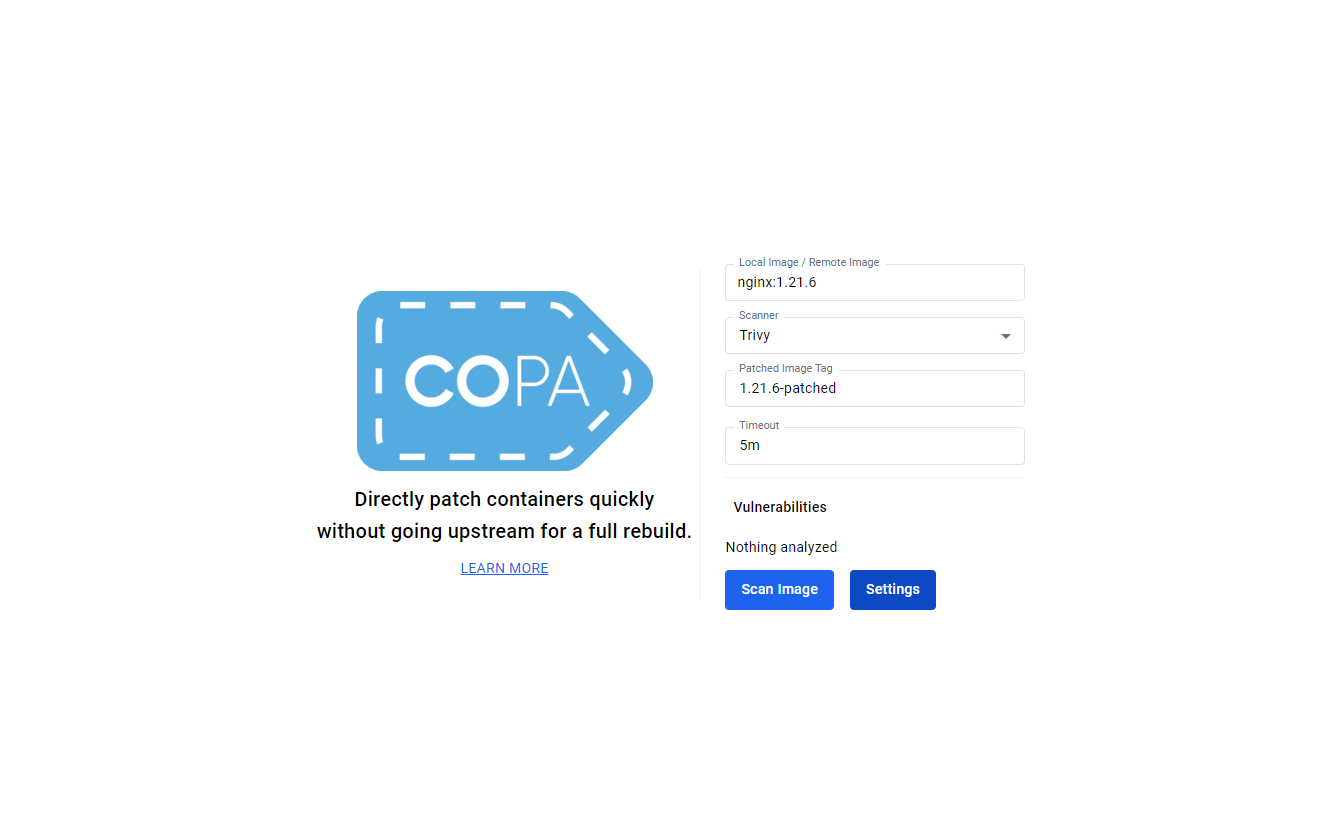 COPA
Directly patch containers quickly
without going upstream for a full rebuild.
LEARN MORE
Local Image / Remote Image
nginx:1.21.6
Scanner
Trivy
Patched Image Tag
1.21.6-patched
Timeout
5m
Vulnerabilities
Nothing analyzed
Scan Image
Settings